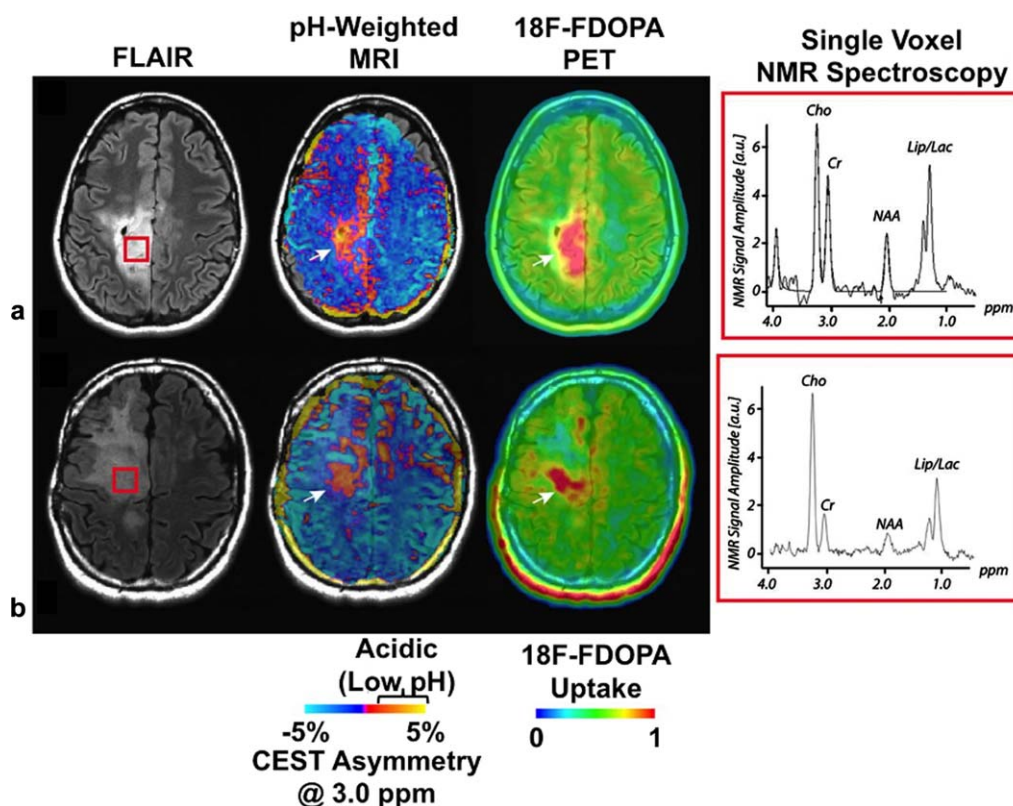 FLAIR
pH-Weighted
MRI
18F-FDOPA
PET
Single Voxel
NMR Spectroscopy
a
NMR Signal Amplitude [a.u.]
6
4
2
0
Cho
Cr
NAA
Lip/Lac
4.0 3.0 2.0 1.0
ppm
b
NMR Signal Amplitude [a.u.]
6
4
2
0
Cho
Cr
NAA
Lip/Lac
4.0 3.0 2.0 1.0
ppm
Acidic
(Low pH)
-5% 5%
CEST Asymmetry
@ 3.0 ppm
18F-FDOPA
Uptake
0 1